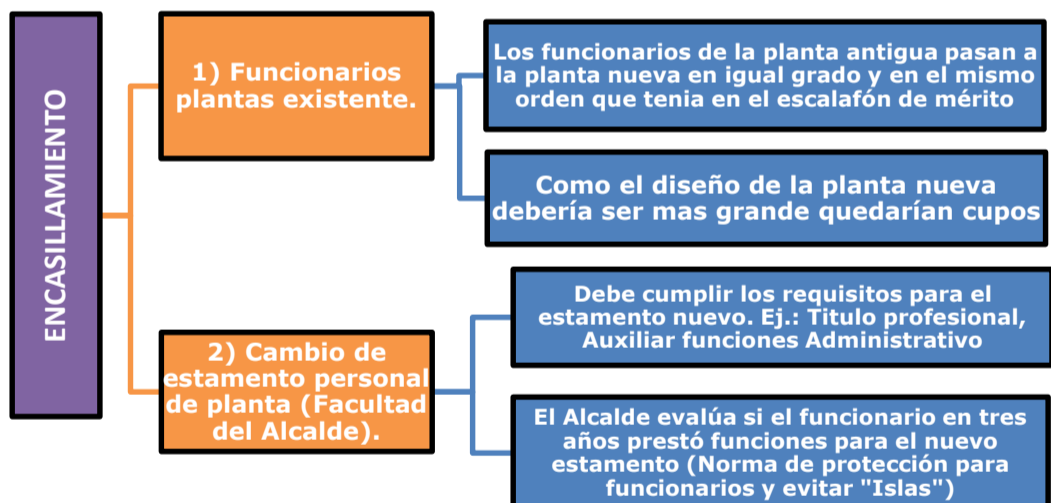 ENCASILLAMIENTO
1) Funcionarios
plantas existente.
Los funcionarios de la planta antigua pasan a
la planta nueva en igual grado y en el mismo
orden que tenia en el escalafón de mérito
Como el diseño de la planta nueva
debería ser mas grande quedarían cupos
2) Cambio de
estamento personal
de planta (Facultad
del Alcalde).
Debe cumplir los requisitos para el
estamento nuevo. Ej.: Titulo profesional,
Auxiliar funciones Administrativo
El Alcalde evalúa si el funcionario en tres
años prestó funciones para el nuevo
estamento (Norma de protección para
funcionarios y evitar "Islas")